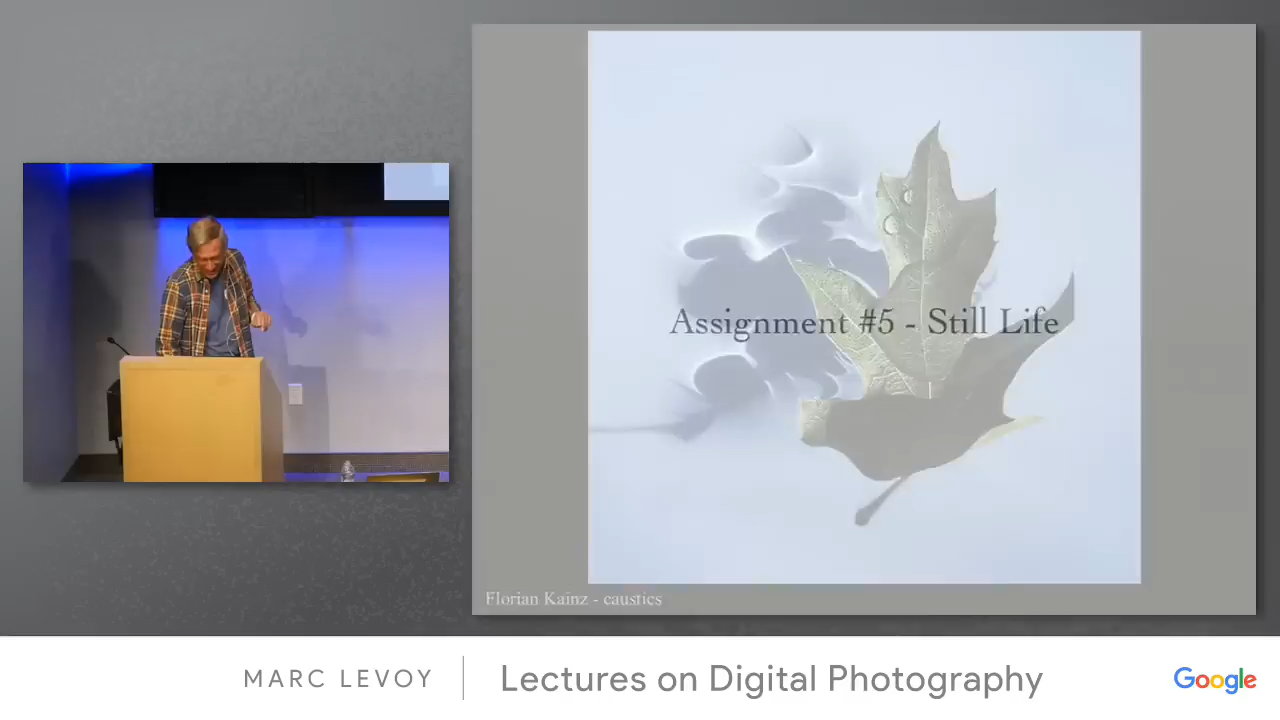 Assignment #5 - Still Life
Florian Kainz - caustics
MARC LEVOY
Lectures on Digital Photography
Google